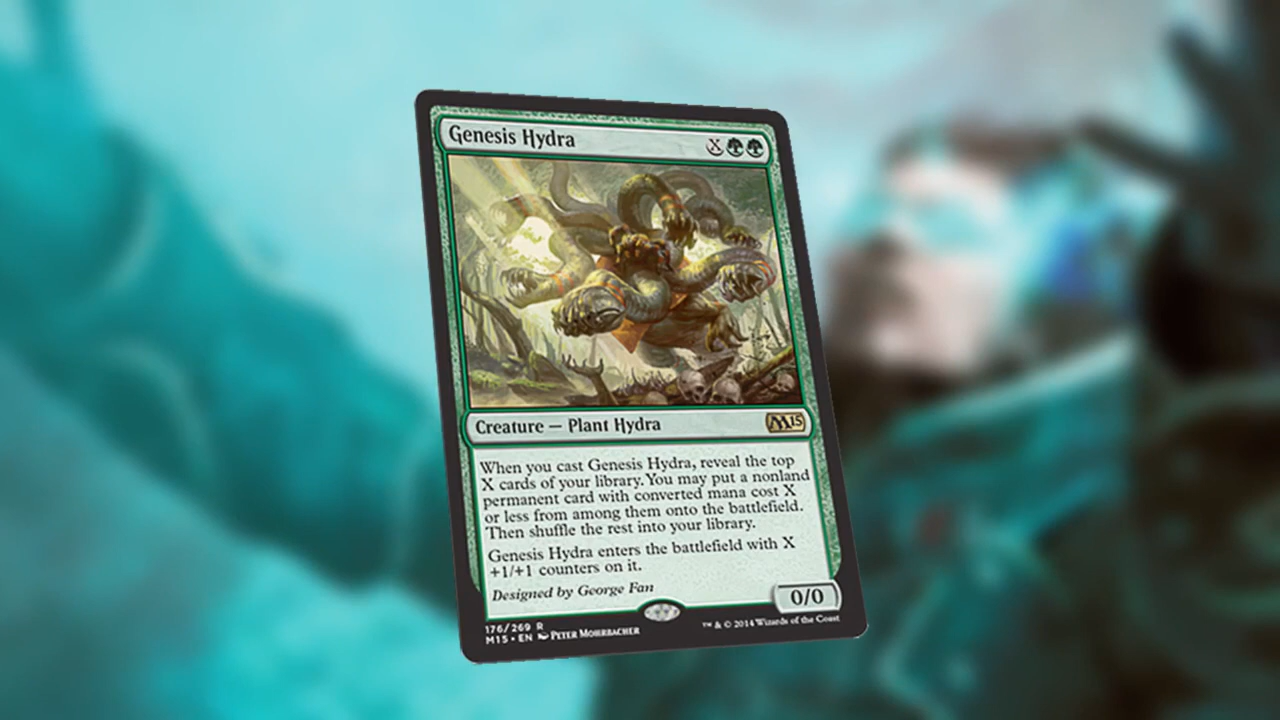 Genesis Hydra
X
Creature — Plant Hydra
M15
When you cast Genesis Hydra, reveal the top
X cards of your library. You may put a nonland
permanent card with converted mana cost X
or less from among them onto the battlefield.
Then shuffle the rest into your library.
Genesis Hydra enters the battlefield with X
+1/+1 counters on it.
Designed by George Fan
0/0
176/269 R
M15 • EN Peter Mohrbacher
™ & © 2014 Wizards of the Coast